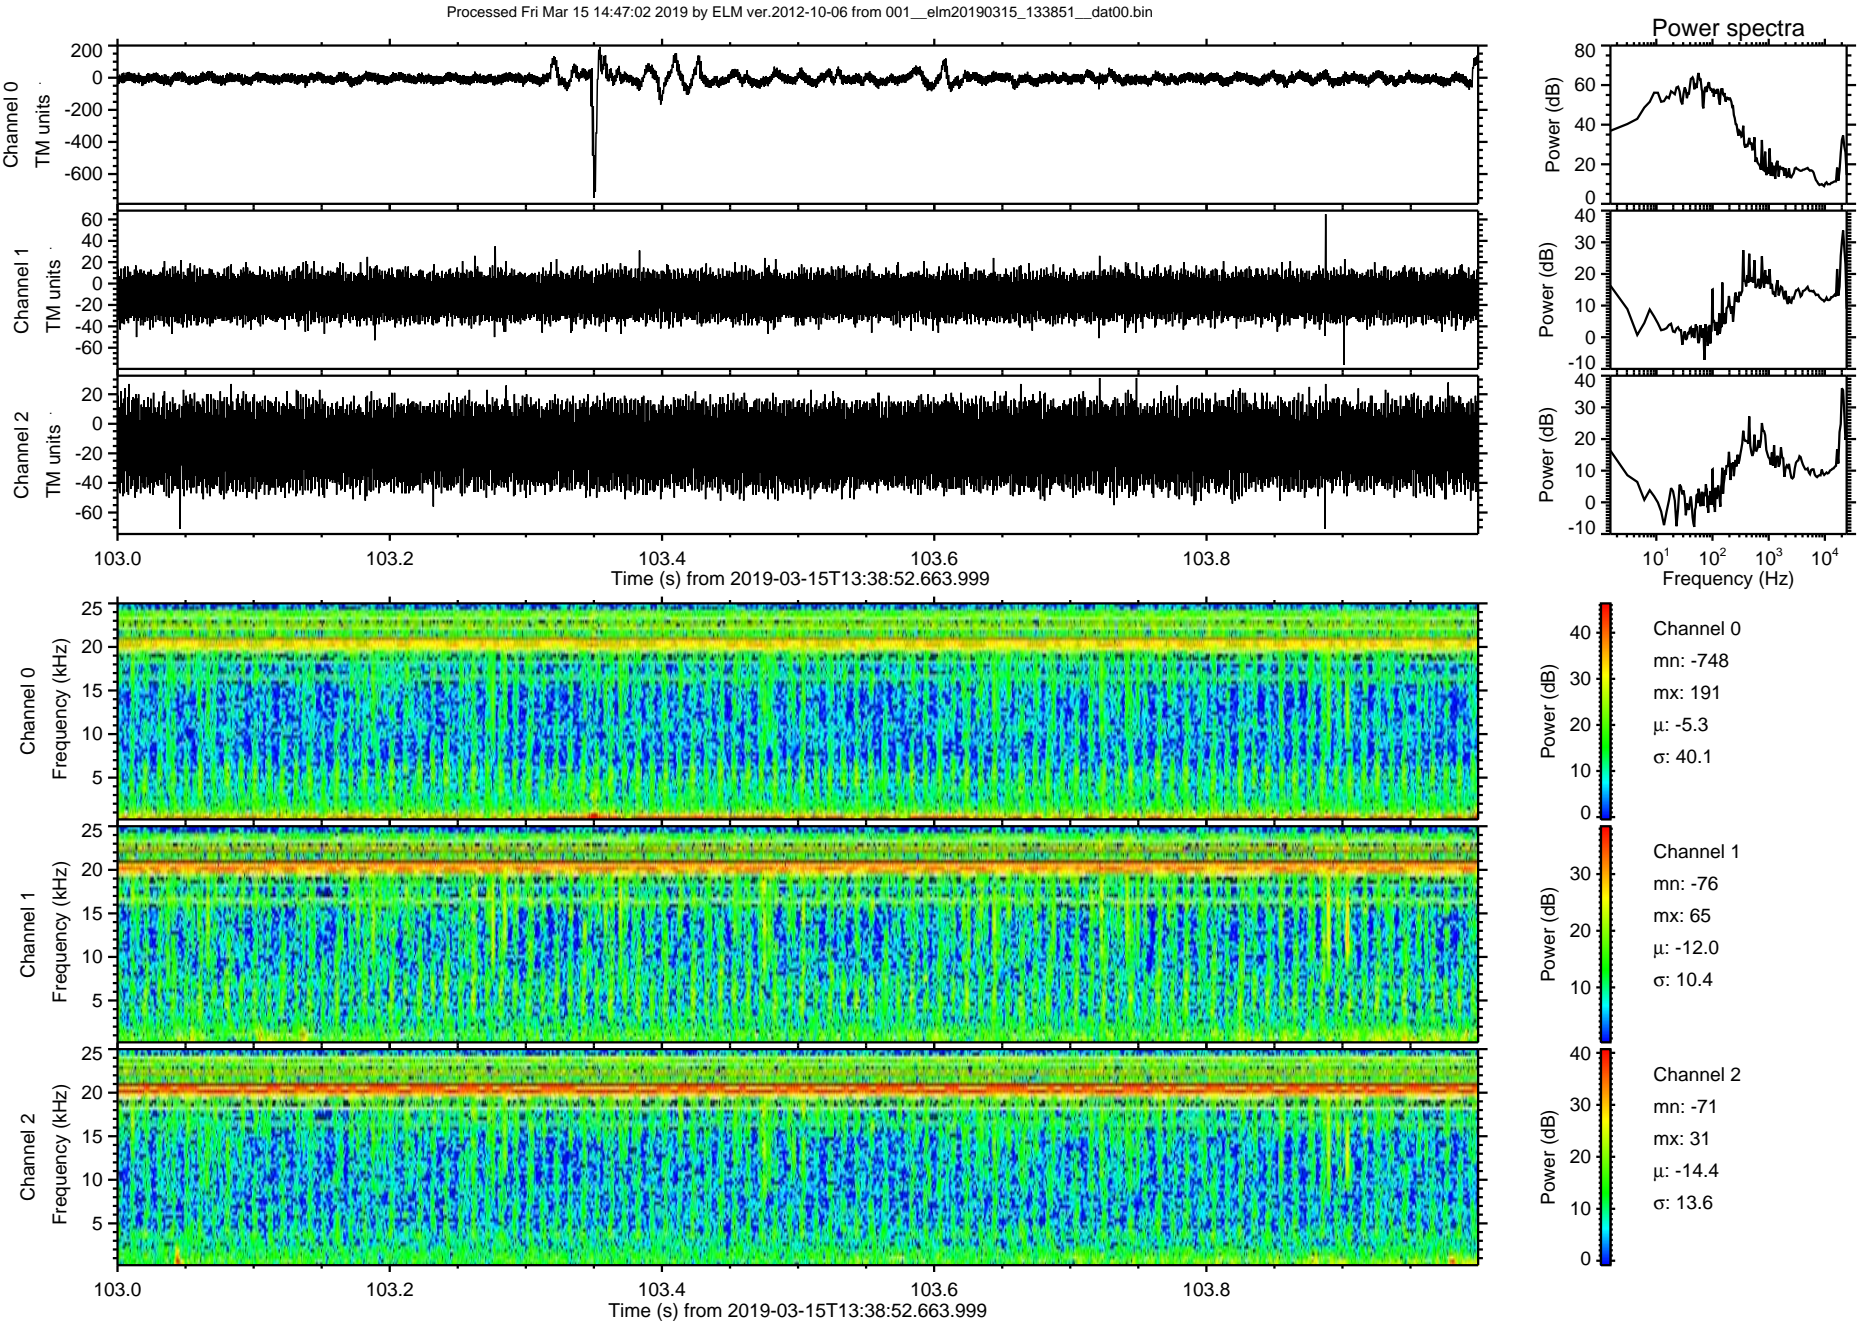 Processed Fri Mar 15 14:47:02 2019 by ELM ver.2012-10-06 from 001__elm20190315_133851__dat00.bin
Power spectra
Channel 0
TM units
200
0
-200
-400
-600
Power (dB)
80
60
40
20
0
Channel 1
TM units
60
40
20
0
-20
-40
-60
Power (dB)
40
30
20
10
0
-10
Channel 2
TM units
20
0
-20
-40
-60
Power (dB)
40
30
20
10
0
-10
103.0 103.2 103.4 103.6 103.8
Time (s) from 2019-03-15T13:38:52.663.999
10¹ 10² 10³ 10⁴
Frequency (Hz)
Channel 0
Frequency (kHz)
25
20
15
10
5
Power (dB)
40
30
20
10
0
Channel 0
mn: -748
mx: 191
μ: -5.3
σ: 40.1
Channel 1
Frequency (kHz)
25
20
15
10
5
Power (dB)
30
20
10
Channel 1
mn: -76
mx: 65
μ: -12.0
σ: 10.4
Channel 2
Frequency (kHz)
25
20
15
10
5
Power (dB)
40
30
20
10
0
Channel 2
mn: -71
mx: 31
μ: -14.4
σ: 13.6
103.0 103.2 103.4 103.6 103.8
Time (s) from 2019-03-15T13:38:52.663.999